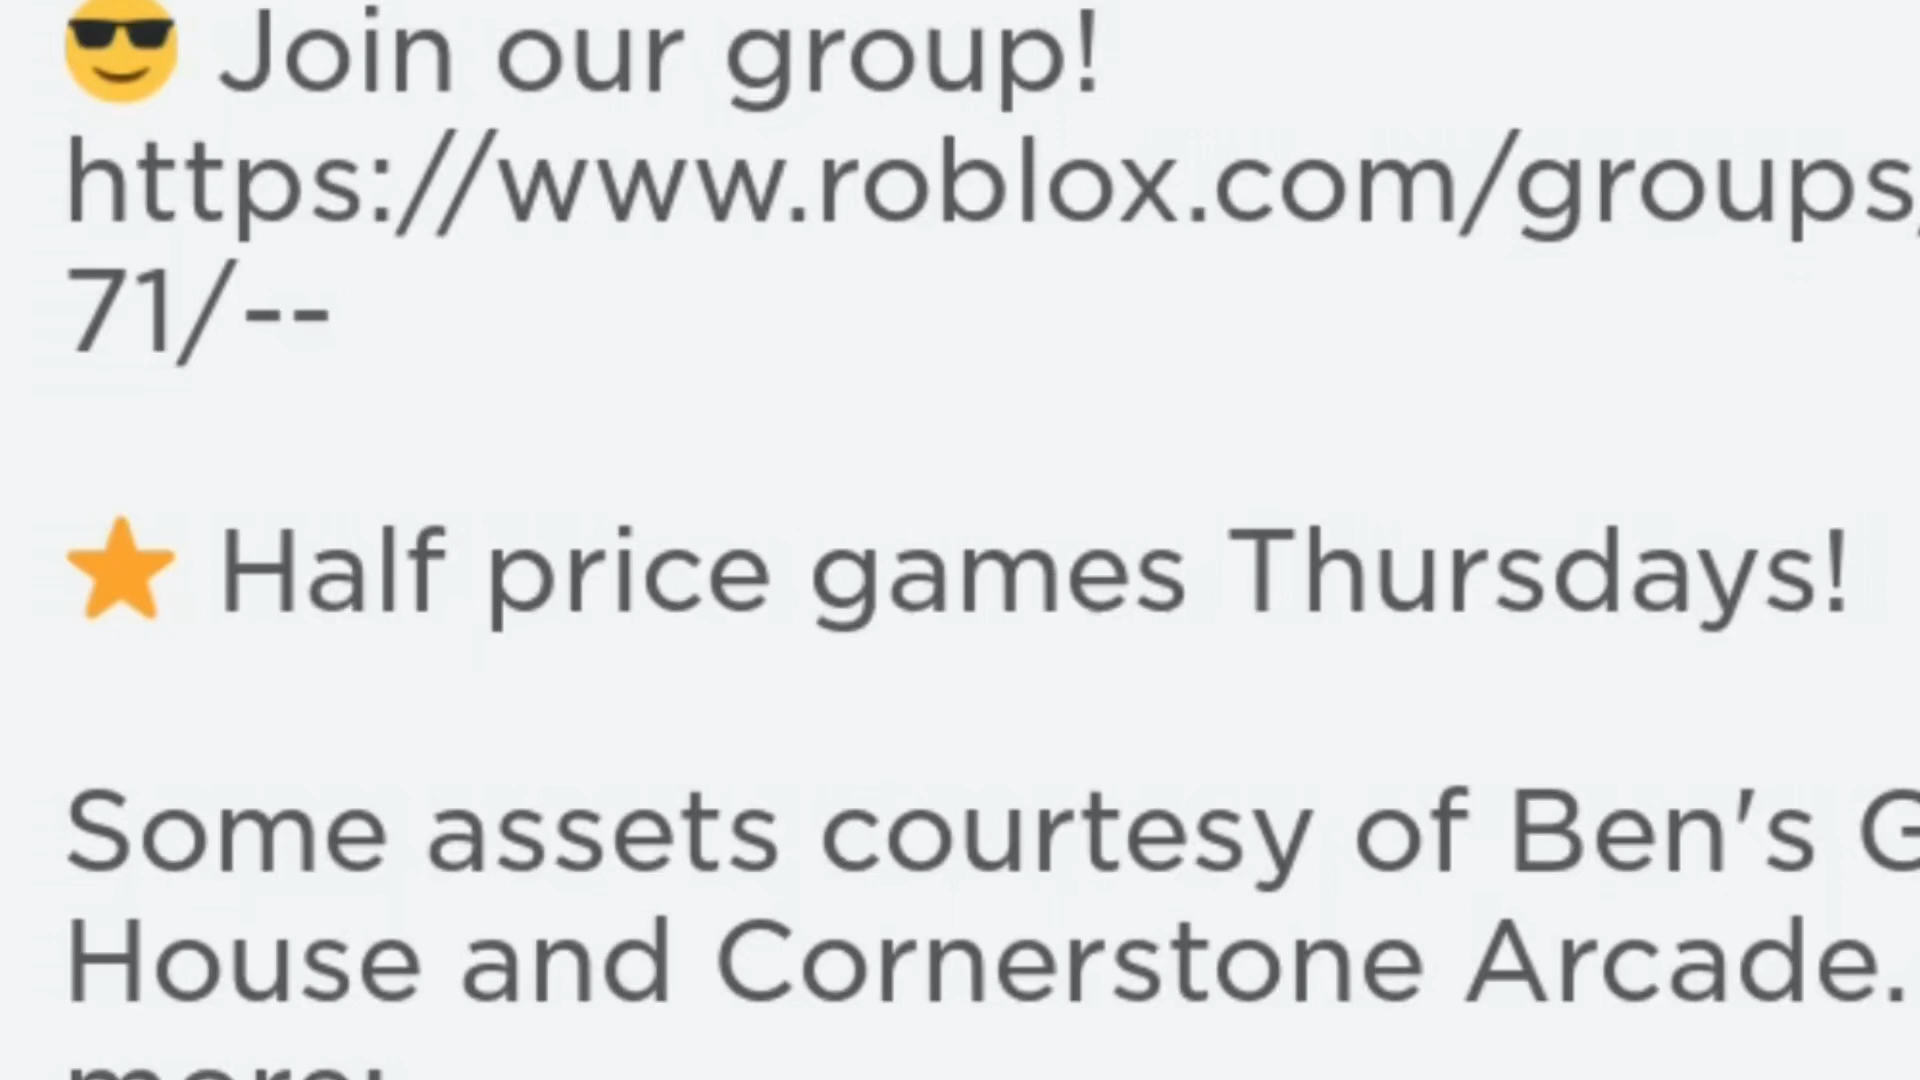 😎 Join our group!
https://www.roblox.com/groups/
71/--
⭐ Half price games Thursdays!
Some assets courtesy of Ben's
House and Cornerstone Arcade.